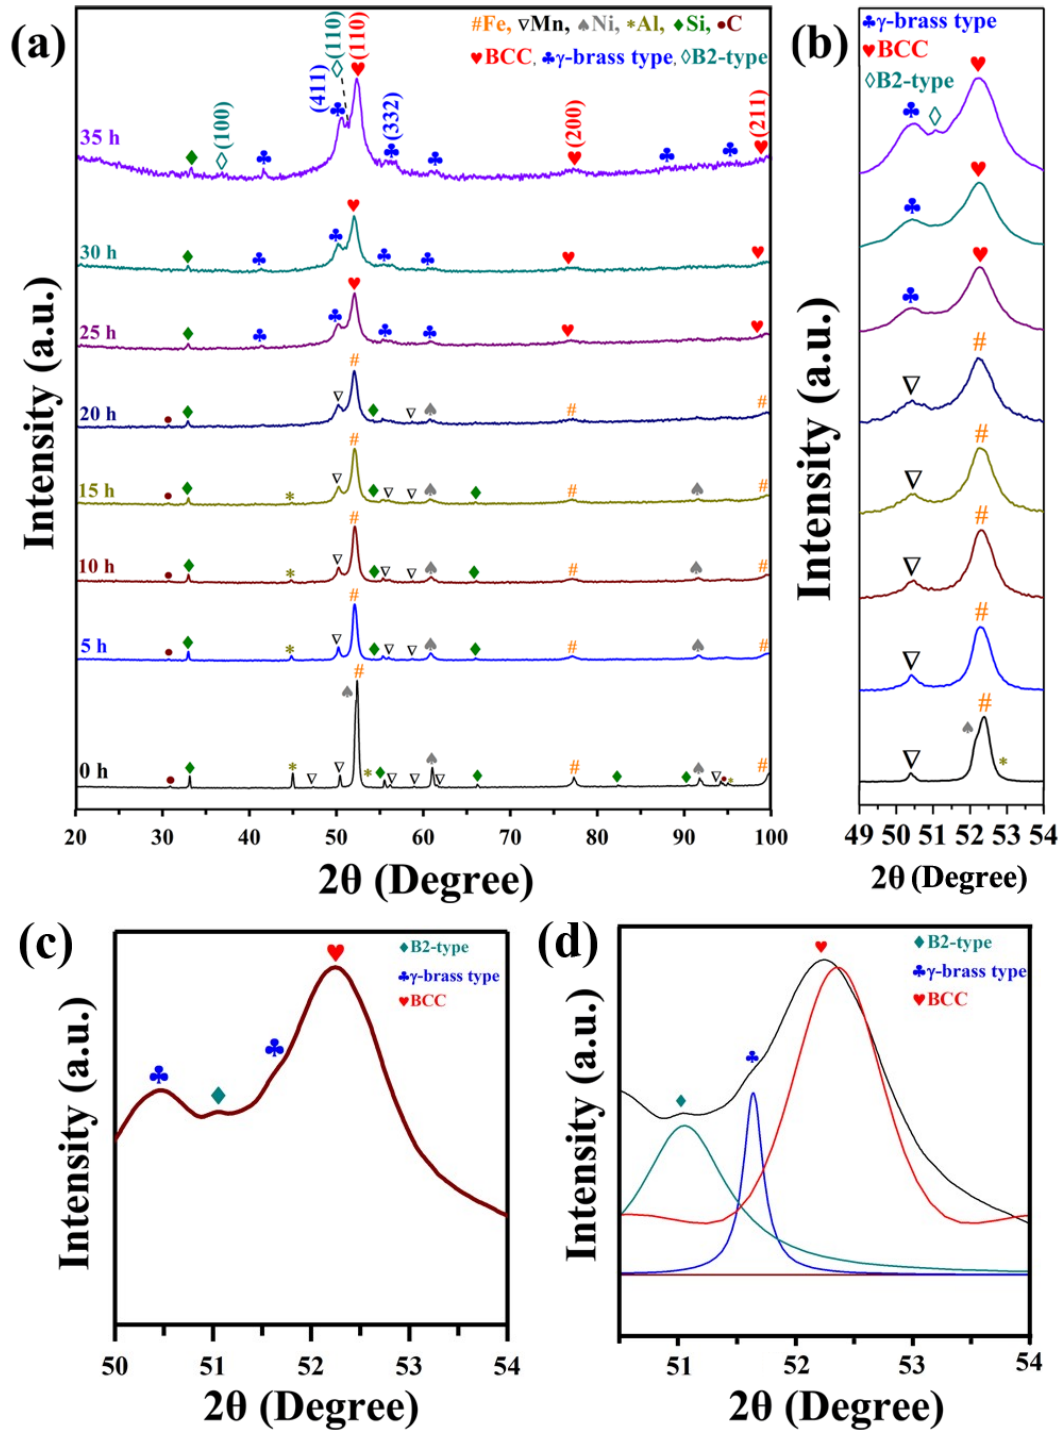 (a)
#Fe, ▿Mn, ♠Ni, *Al, ♦Si, •C
♥BCC, ♣γ-brass type, ◊B2-type
(411)
(110)
(110)
(100)
(332)
(200)
(211)
35 h
30 h
25 h
20 h
15 h
10 h
5 h
0 h
Intensity (a.u.)
20 30 40 50 60 70 80 90 100
2θ (Degree)
(b)
♣γ-brass type
♥BCC
◊B2-type
Intensity (a.u.)
49 50 51 52 53 54
2θ (Degree)
(c)
♦B2-type
♣γ-brass type
♥BCC
Intensity (a.u.)
50 51 52 53 54
2θ (Degree)
(d)
♦B2-type
♣γ-brass type
♥BCC
Intensity (a.u.)
51 52 53 54
2θ (Degree)